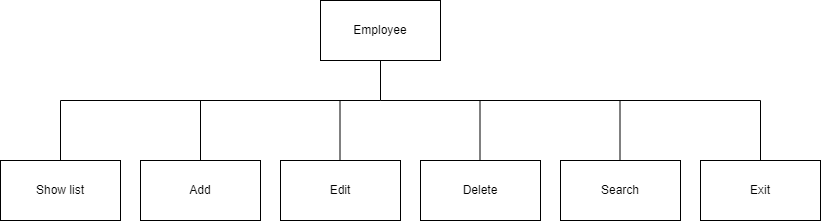 Employee
Show list
Add
Edit
Delete
Search
Exit